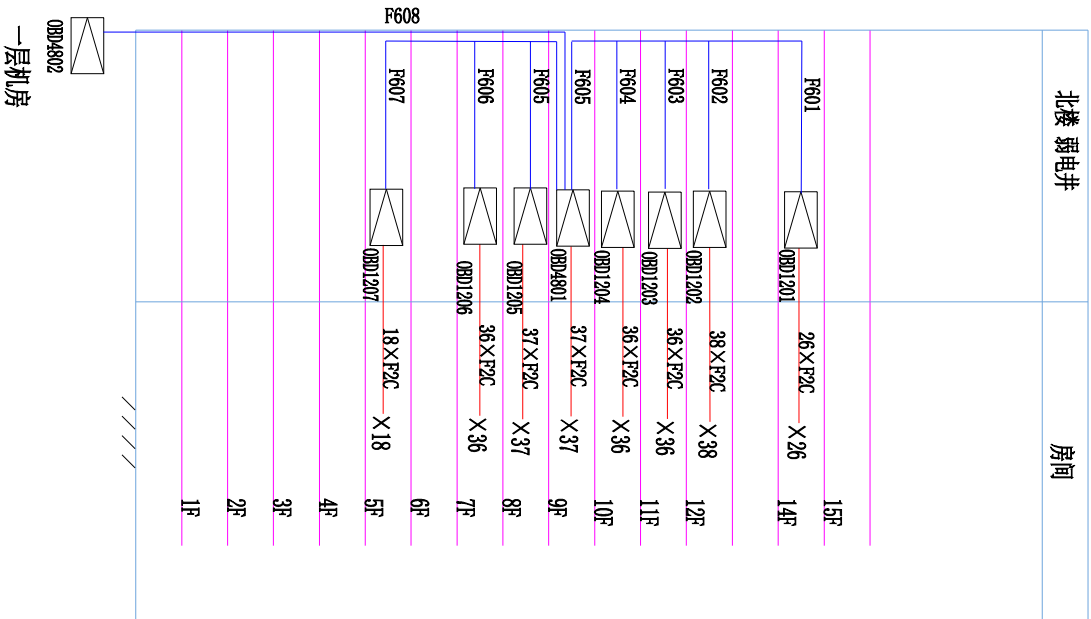 北楼 弱电井
房间
15F
14F
12F
11F
10F
9F
8F
7F
6F
5F
4F
3F
2F
1F
F601
OBD1201
26×F2C
×26
F602
OBD1202
38×F2C
×38
F603
OBD1203
36×F2C
×36
F604
OBD1204
36×F2C
×36
F605
OBD4801
37×F2C
×37
F605
OBD1205
37×F2C
×37
F606
OBD1206
36×F2C
×36
F607
OBD1207
18×F2C
×18
F608
OBD4802
一层机房